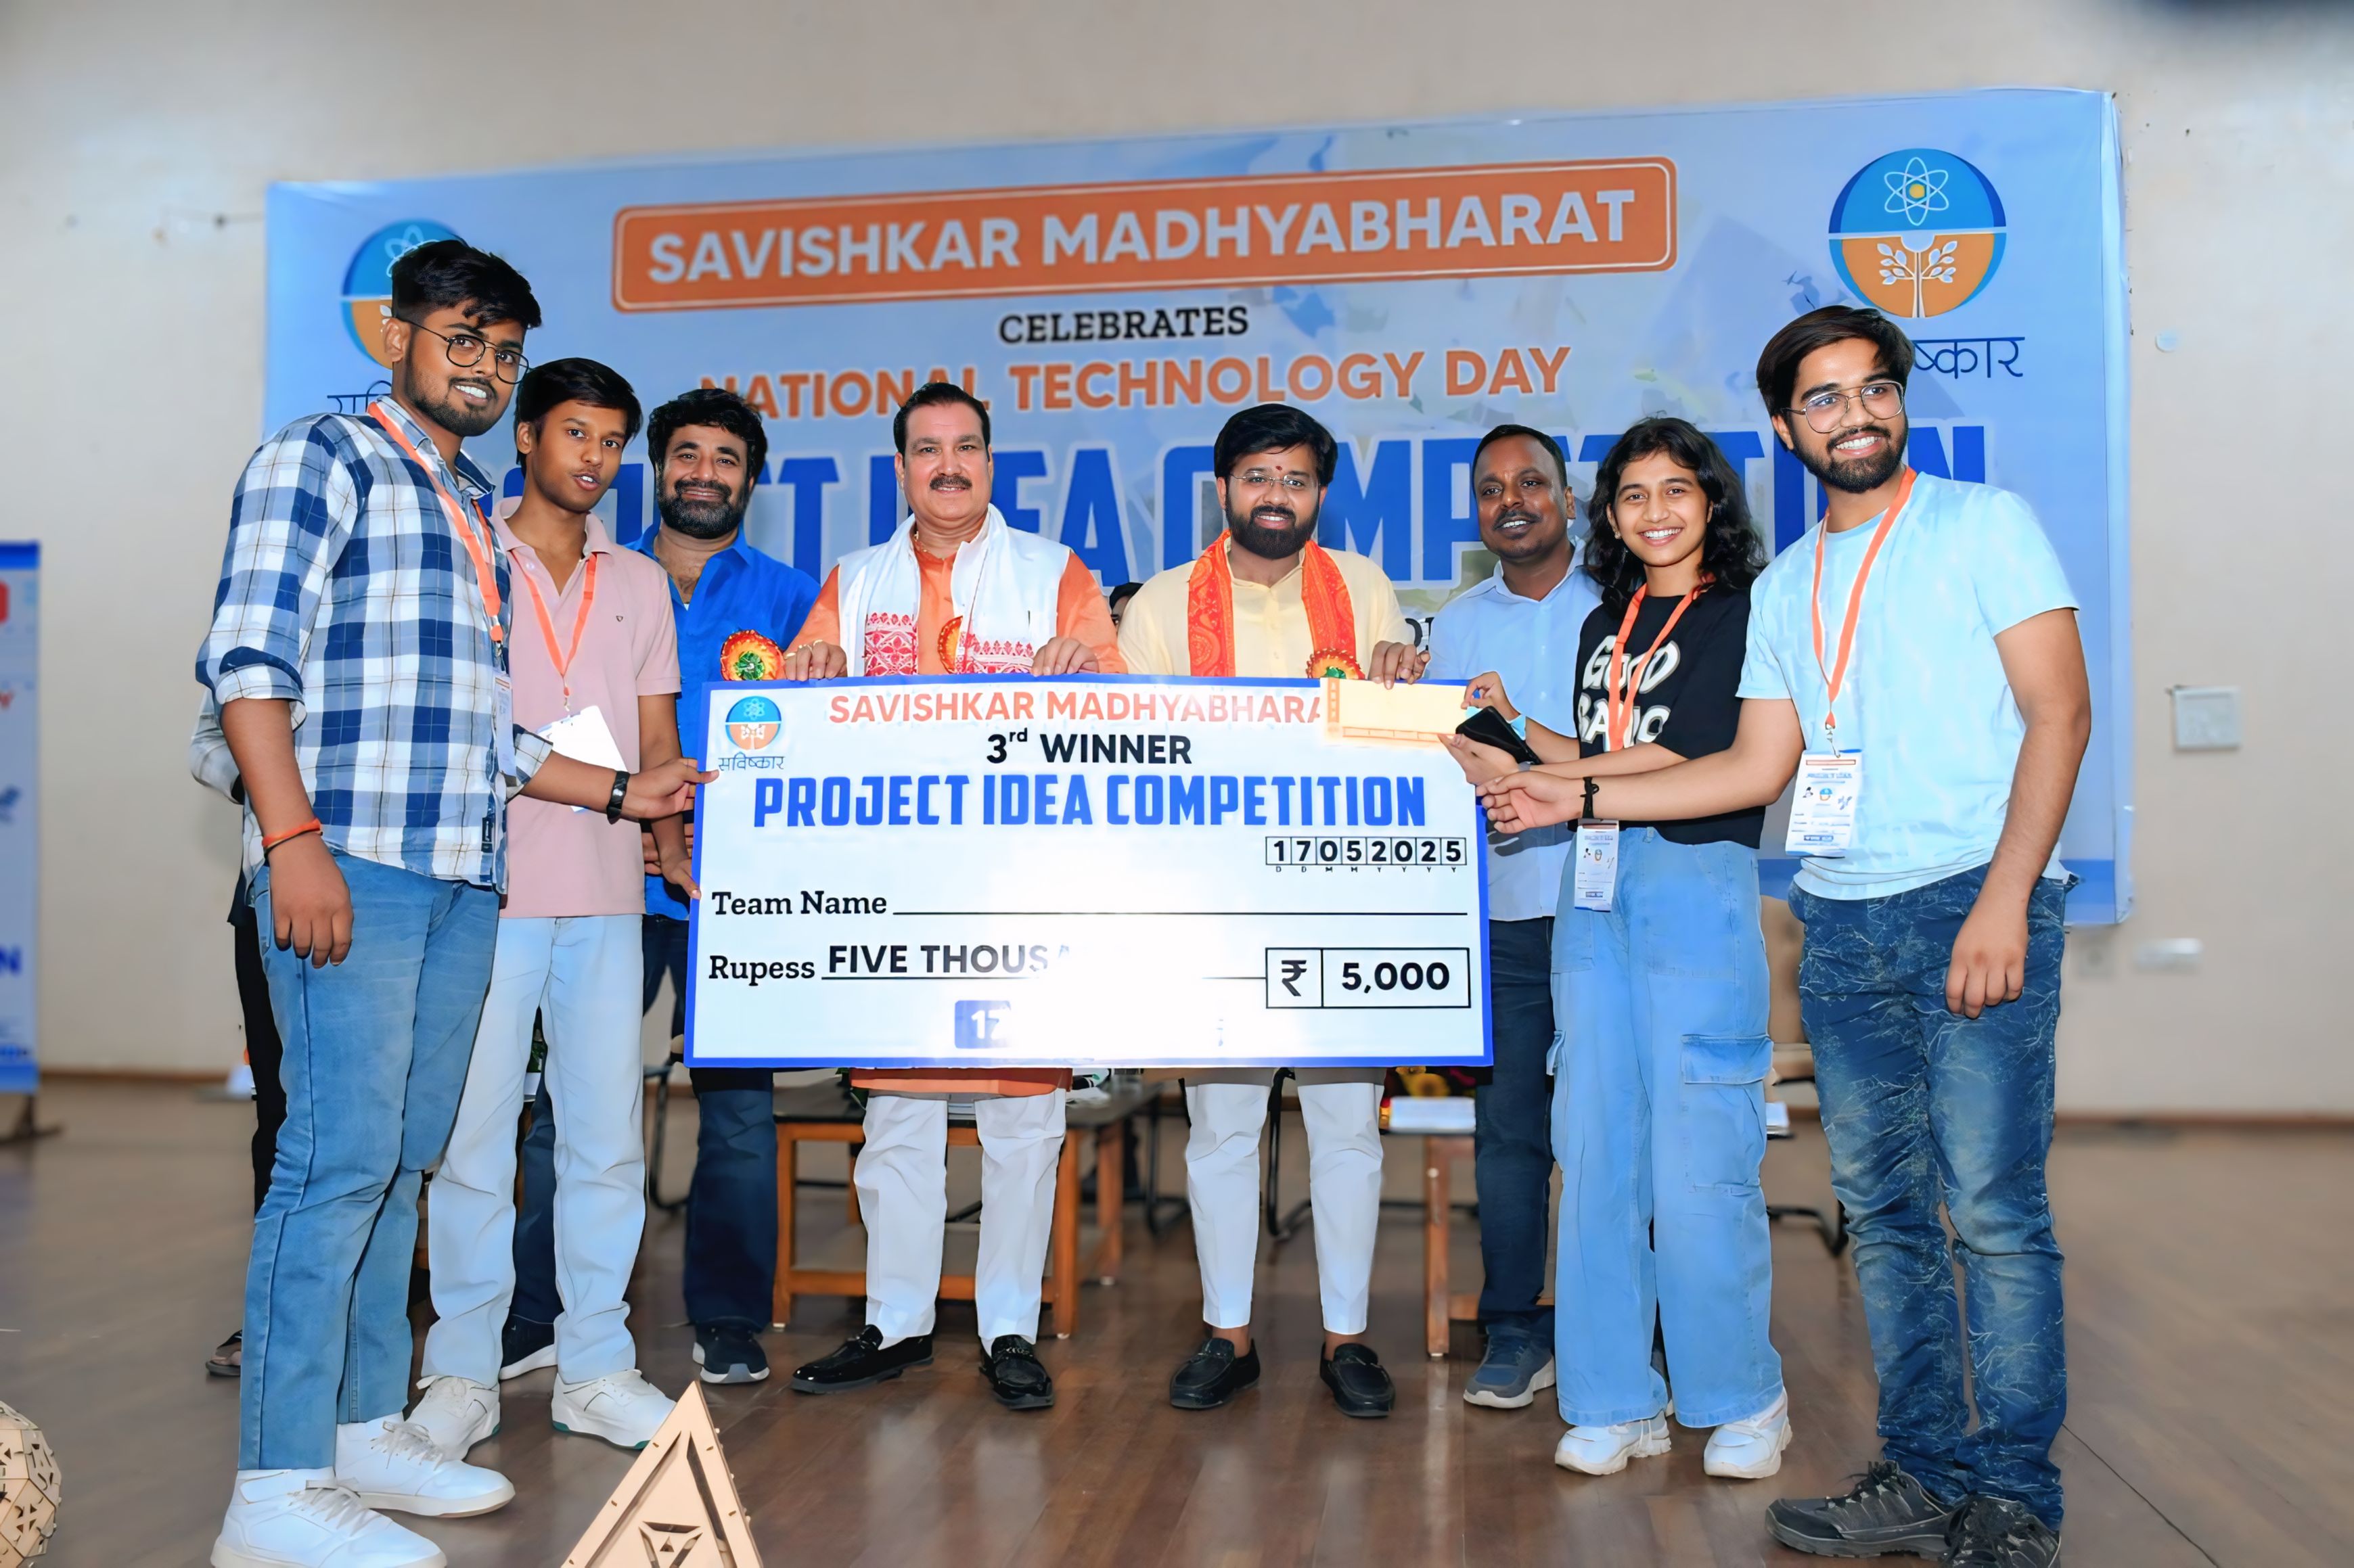 SAVISHKAR MADHYABHARAT
CELEBRATES
NATIONAL TECHNOLOGY DAY
SAVISHKAR MADHYABHARA
3rd WINNER
PROJECT IDEA COMPETITION
सविष्कार
17052025
D D M M Y Y Y Y
Team Name
Rupess FIVE THOUSA ₹ 5,000
GOOD